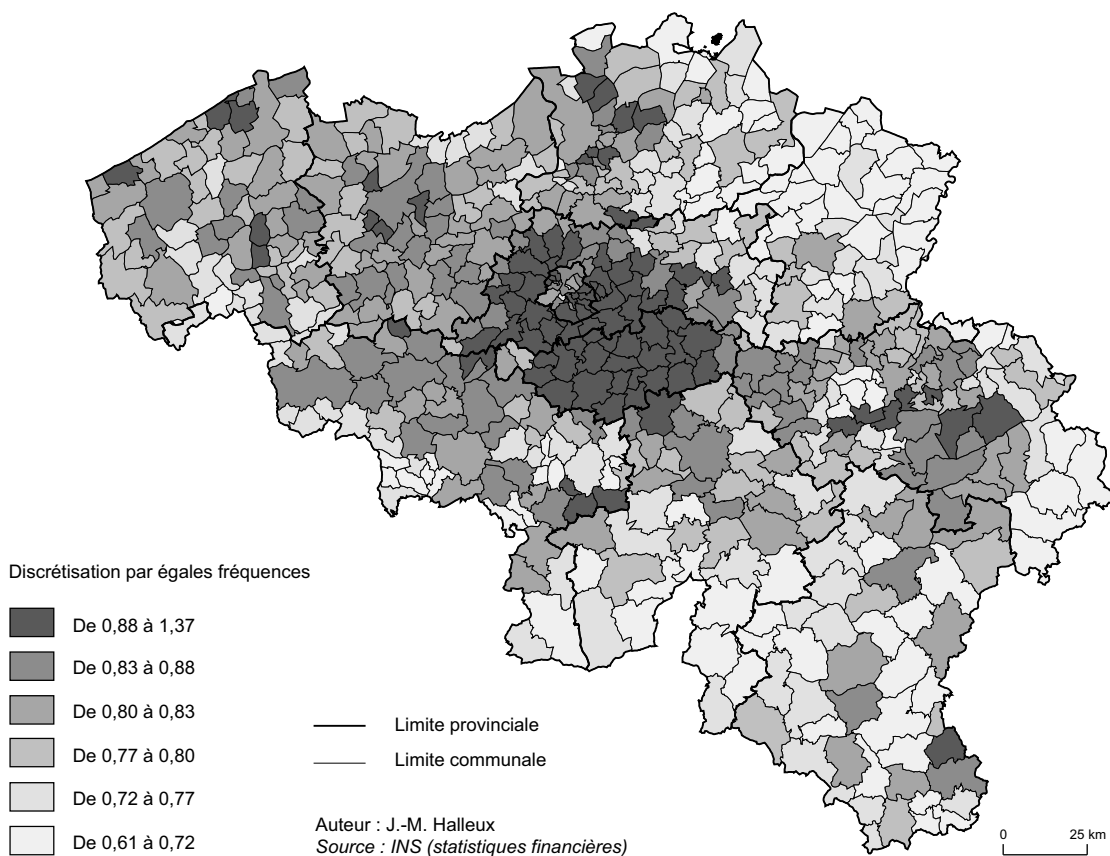 Discrétisation par égales fréquences
De 0,88 à 1,37
De 0,83 à 0,88
De 0,80 à 0,83
De 0,77 à 0,80
De 0,72 à 0,77
De 0,61 à 0,72
Limite provinciale
Limite communale
Auteur : J.-M. Halleux
Source : INS (statistiques financières)
0 25 km